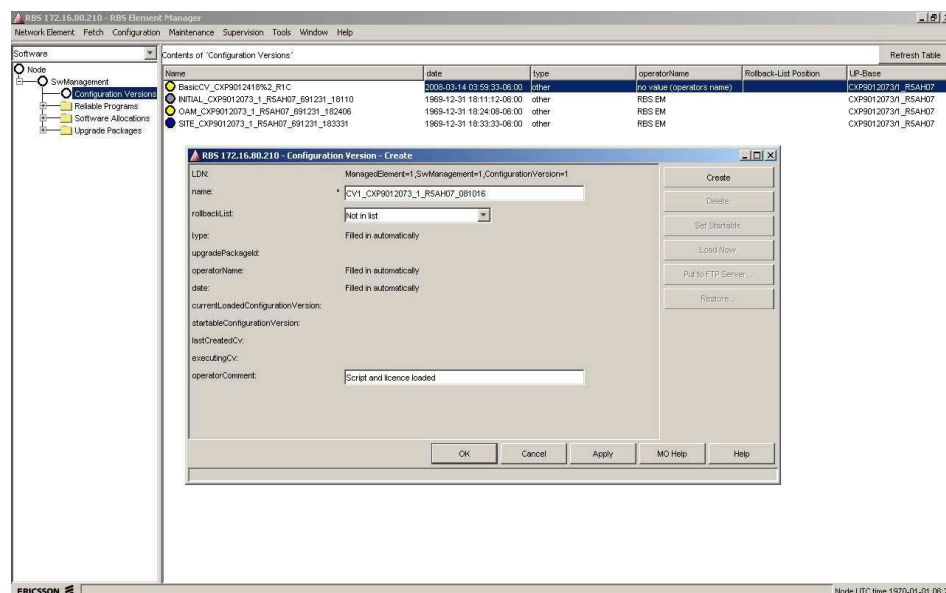 RBS 172.16.80.210 - RBS Element Manager
Network Element Fetch Configuration Maintenance Supervision Tools Window Help
Software
Contents of 'Configuration Versions'
Refresh Table
Node
SwManagement
Configuration Versions
Reliable Programs
Software Allocations
Upgrade Packages
Name date type operatorName Rollback-List Position UP-Base
BasicCV_CXP9012418%2_R1C 2008-03-14 03:59:33-06:00 other no value (operators name) CXP9012073/1_R5AH07
INITIAL_CXP9012073_1_R5AH07_691231_18110 1969-12-31 18:11:12-06:00 other RBS EM CXP9012073/1_R5AH07
OAM_CXP9012073_1_R5AH07_691231_182406 1969-12-31 18:24:08-06:00 other RBS EM CXP9012073/1_R5AH07
SITE_CXP9012073_1_R5AH07_691231_183331 1969-12-31 18:33:33-06:00 other RBS EM CXP9012073/1_R5AH07
RBS 172.16.80.210 - Configuration Version - Create
LDN: ManagedElement=1,SwManagement=1,ConfigurationVersion=1
name: * CV1_CXP9012073_1_R5AH07_081016
rollbackList: Not in list
type: Filled in automatically
upgradePackageId:
operatorName: Filled in automatically
date: Filled in automatically
currentLoadedConfigurationVersion:
startableConfigurationVersion:
lastCreatedCv:
executingCv:
operatorComment: Script and licence loaded
Create
Delete
Set Startable
Load Now
Put to FTP Server...
Restore...
OK Cancel Apply MO Help Help
ERICSSON
Node UTC time 1970-01-01 06: